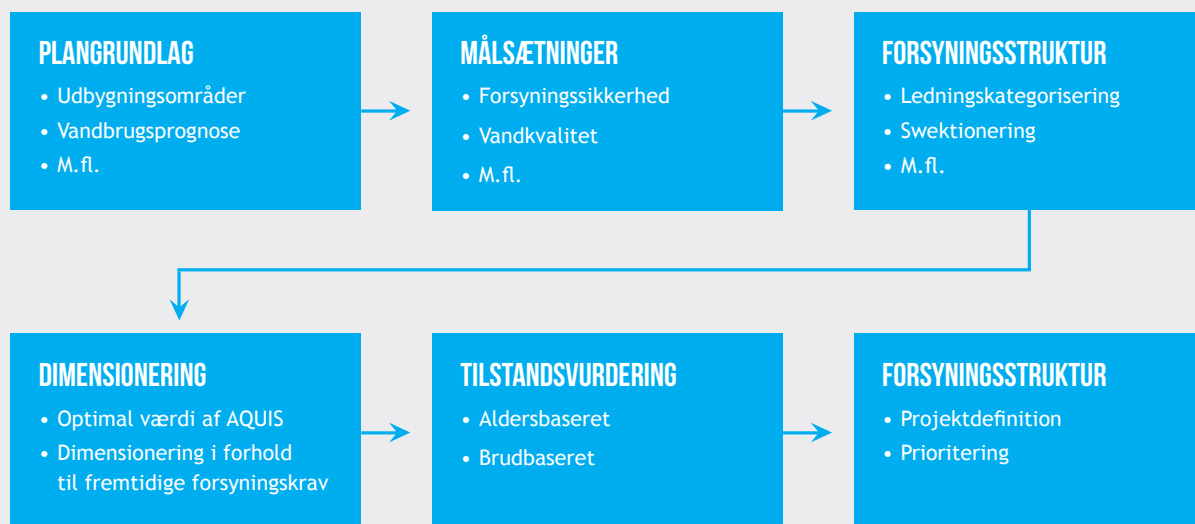 PLANGRUNDLAG
• Udbygningsområder
• Vandbrugsprognose
• M.fl.
MÅLSÆTNINGER
• Forsyningssikkerhed
• Vandkvalitet
• M.fl.
FORSYNINGSSTRUKTUR
• Ledningskategorisering
• Swektionering
• M.fl.
DIMENSIONERING
• Optimal værdi af AQUIS
• Dimensionering i forhold
til fremtidige forsyningskrav
TILSTANDSVURDERING
• Aldersbaseret
• Brudbaseret
FORSYNINGSSTRUKTUR
• Projektdefinition
• Prioritering